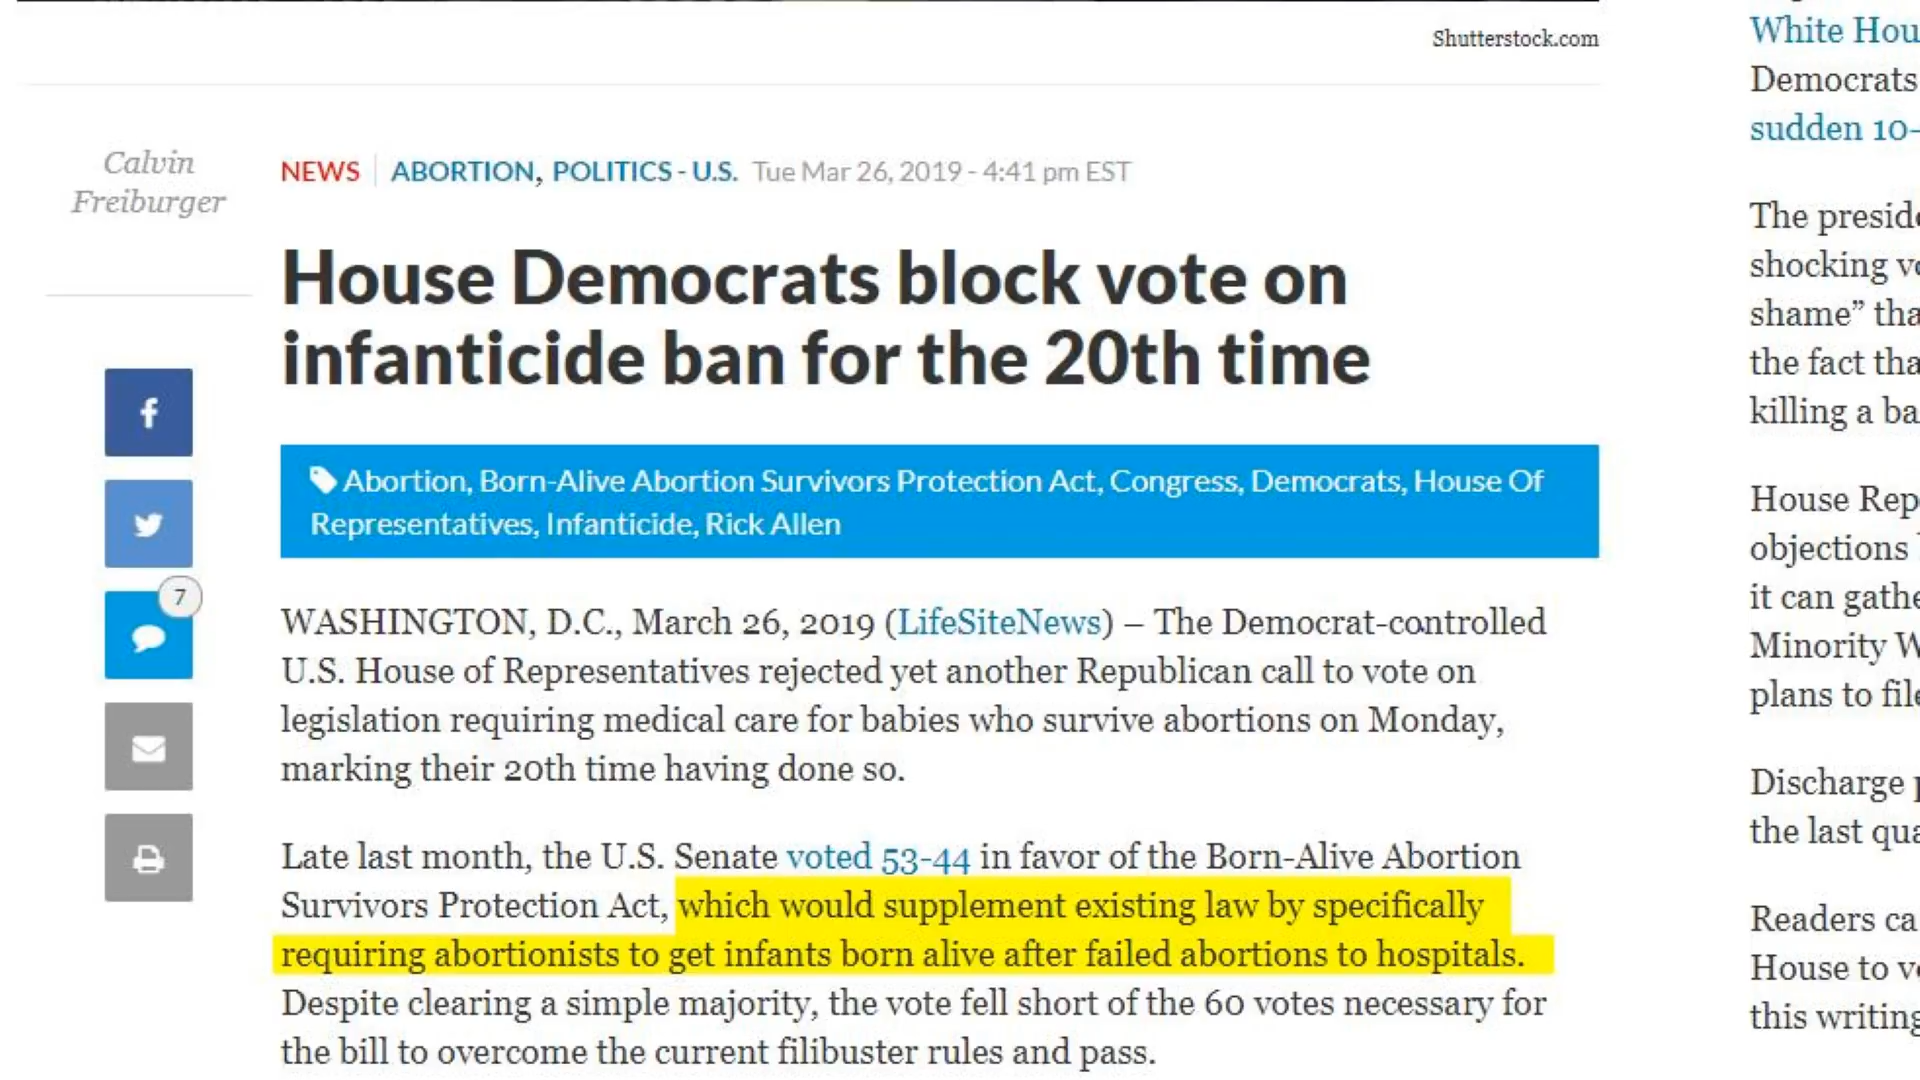 Shutterstock.com
Calvin
Freiburger
NEWS ABORTION, POLITICS - U.S. Tue Mar 26, 2019 - 4:41 pm EST
House Democrats block vote on
infanticide ban for the 20th time
f
7
Abortion, Born-Alive Abortion Survivors Protection Act, Congress, Democrats, House Of
Representatives, Infanticide, Rick Allen
WASHINGTON, D.C., March 26, 2019 (LifeSiteNews) – The Democrat-controlled
U.S. House of Representatives rejected yet another Republican call to vote on
legislation requiring medical care for babies who survive abortions on Monday,
marking their 20th time having done so.
Late last month, the U.S. Senate voted 53-44 in favor of the Born-Alive Abortion
Survivors Protection Act, which would supplement existing law by specifically
requiring abortionists to get infants born alive after failed abortions to hospitals.
Despite clearing a simple majority, the vote fell short of the 60 votes necessary for
the bill to overcome the current filibuster rules and pass.
White Hou
Democrats
sudden 10-
The preside
shocking vo
shame” tha
the fact tha
killing a ba
House Rep
objections
it can gathe
Minority W
plans to file
Discharge p
the last qua
Readers ca
House to vo
this writing